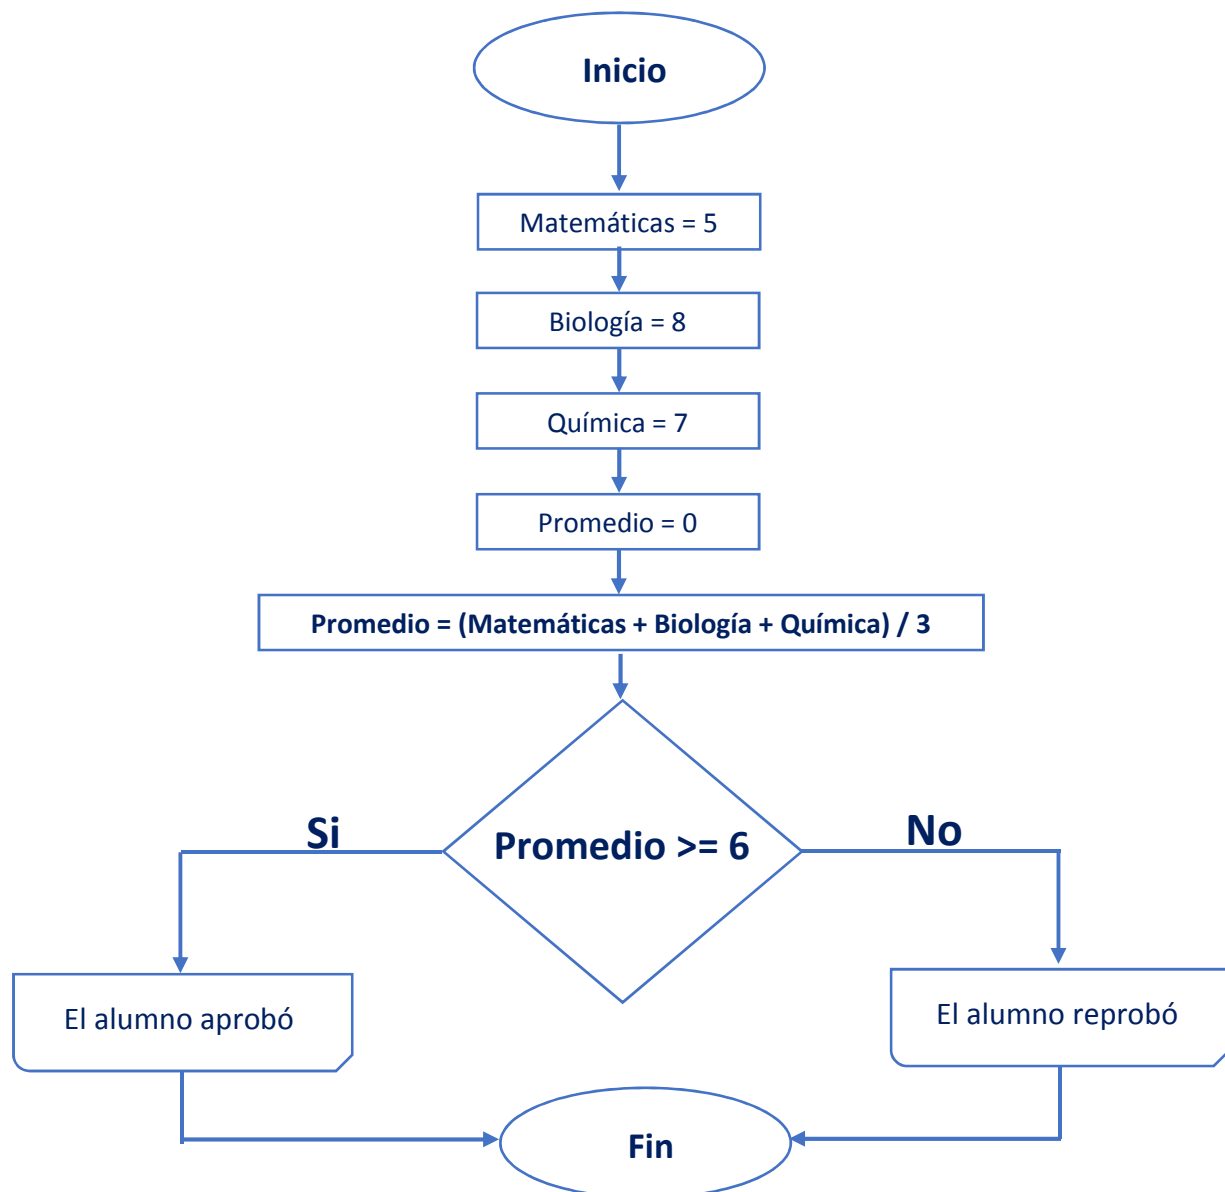 Inicio
Matemáticas = 5
Biología = 8
Química = 7
Promedio = 0
Promedio = (Matemáticas + Biología + Química) / 3
Promedio >= 6
Si
No
El alumno aprobó
El alumno reprobó
Fin